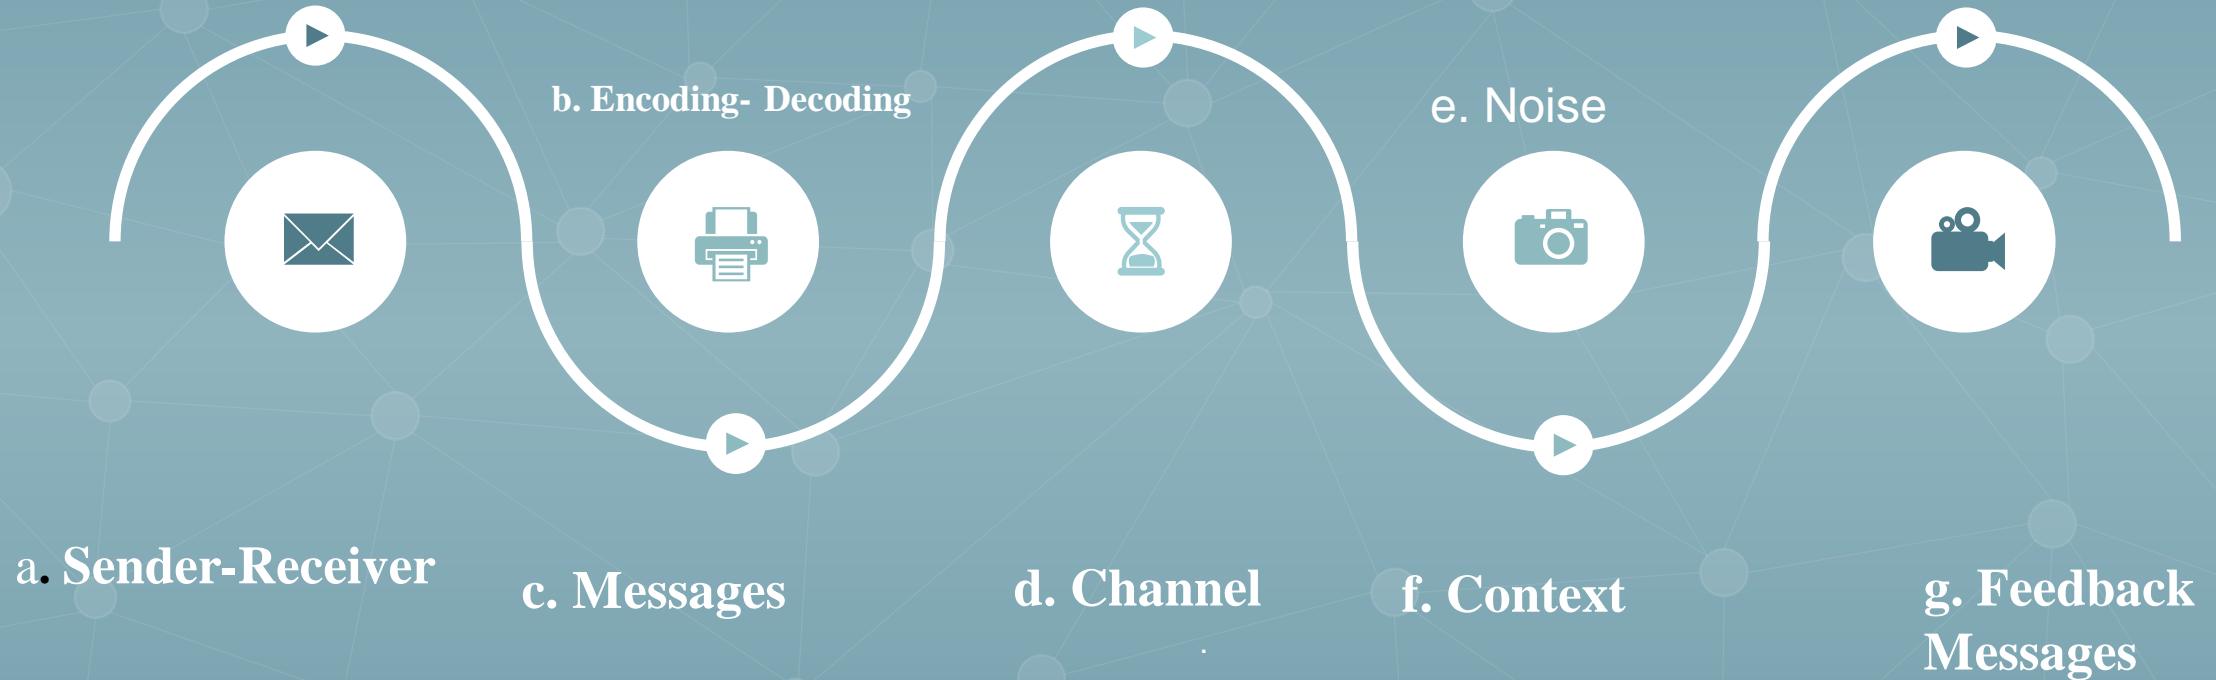 a. Sender-Receiver
b. Encoding- Decoding
c. Messages
d. Channel
.
e. Noise
f. Context
g. Feedback
Messages